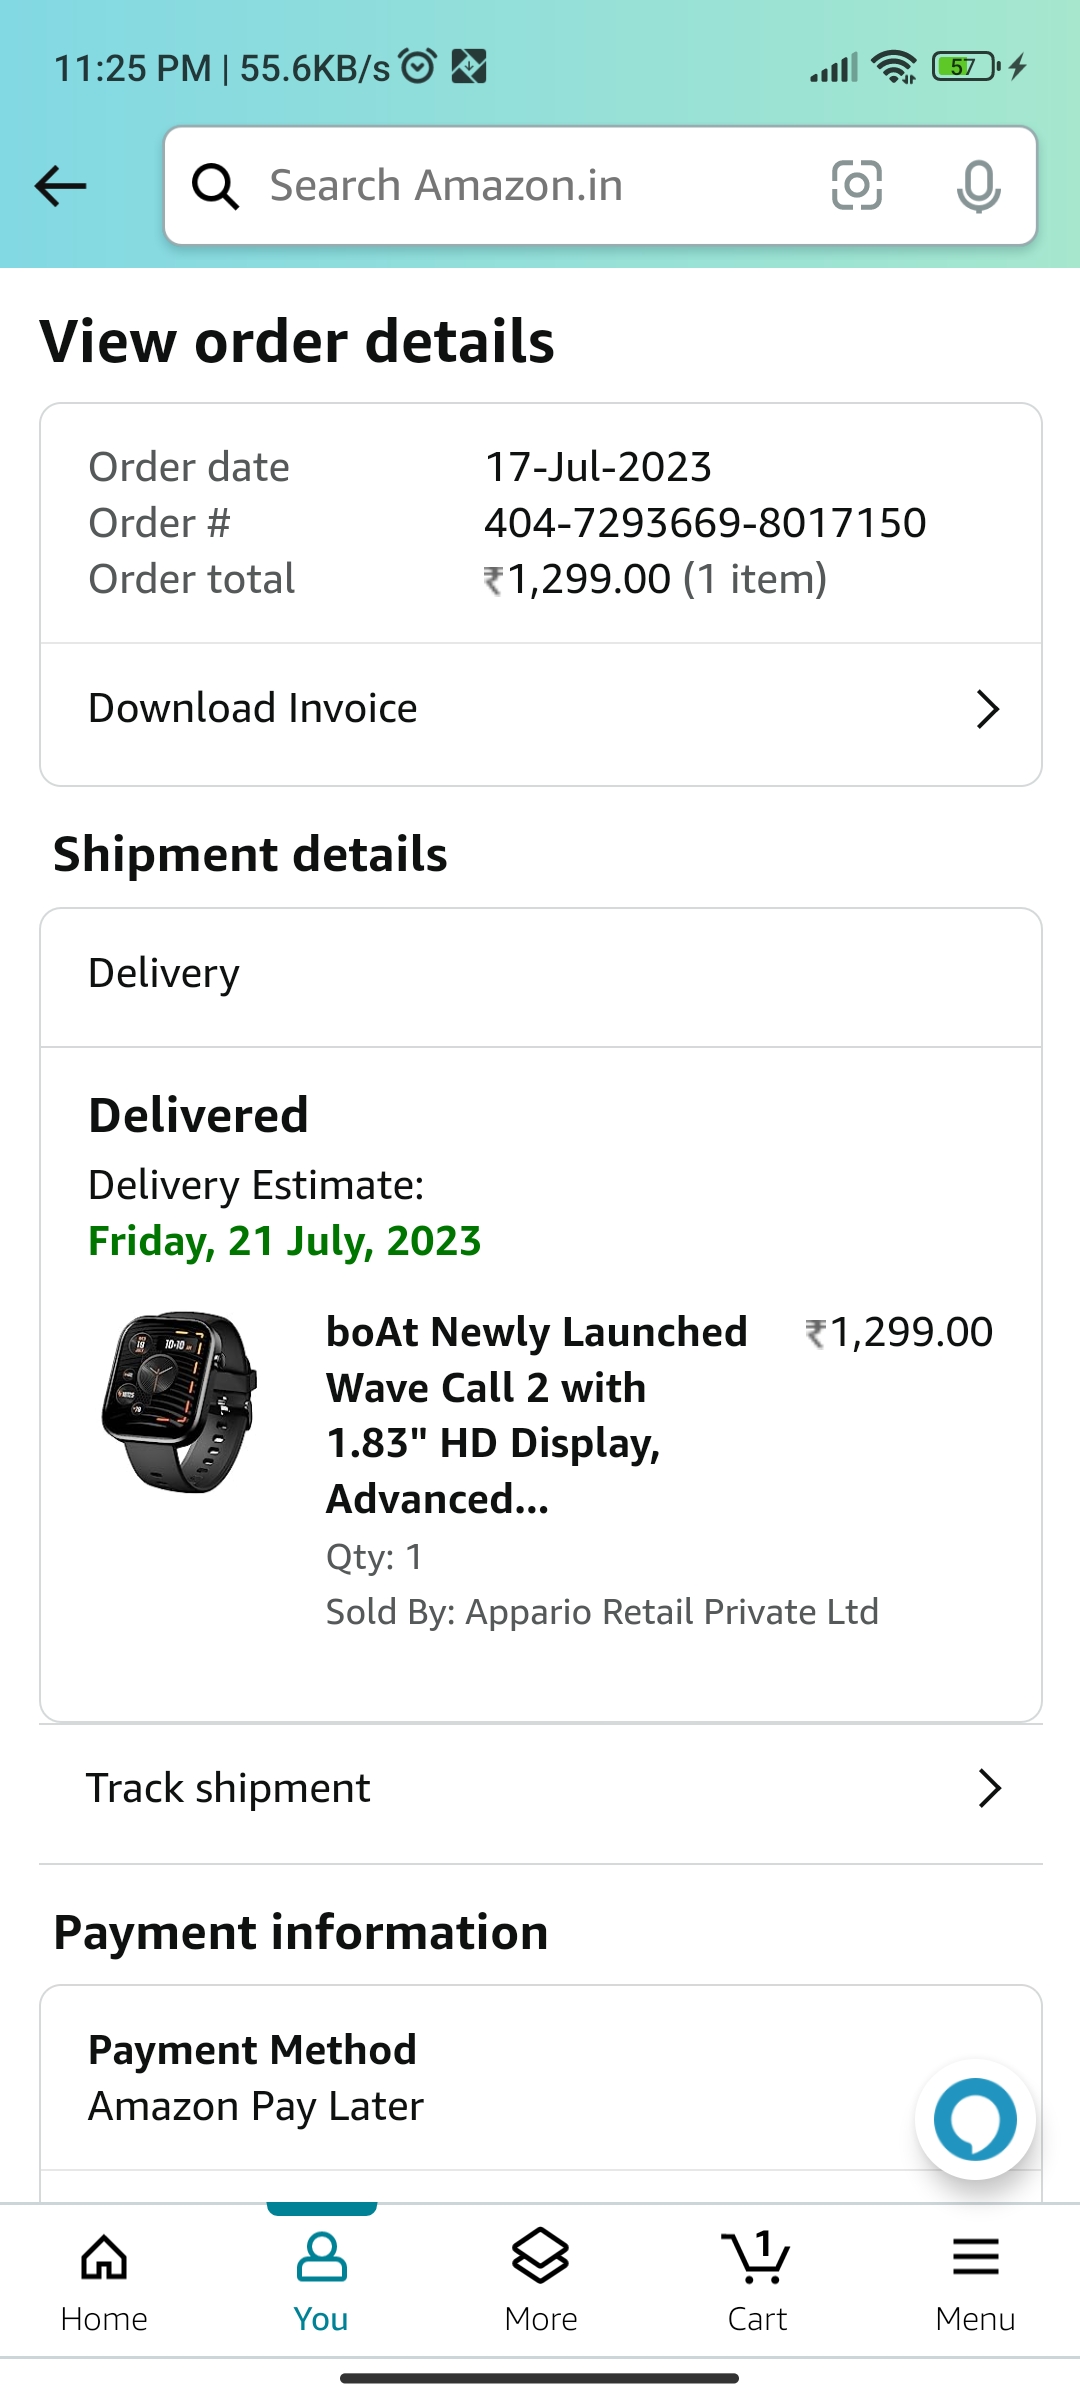 11:25 PM | 55.6KB/s
57
Search Amazon.in
View order details
Order date 17-Jul-2023
Order # 404-7293669-8017150
Order total ₹1,299.00 (1 item)
Download Invoice
Shipment details
Delivery
Delivered
Delivery Estimate:
Friday, 21 July, 2023
boAt Newly Launched ₹1,299.00
Wave Call 2 with
1.83" HD Display,
Advanced...
Qty: 1
Sold By: Appario Retail Private Ltd
Track shipment
Payment information
Payment Method
Amazon Pay Later
1
Home You More Cart Menu